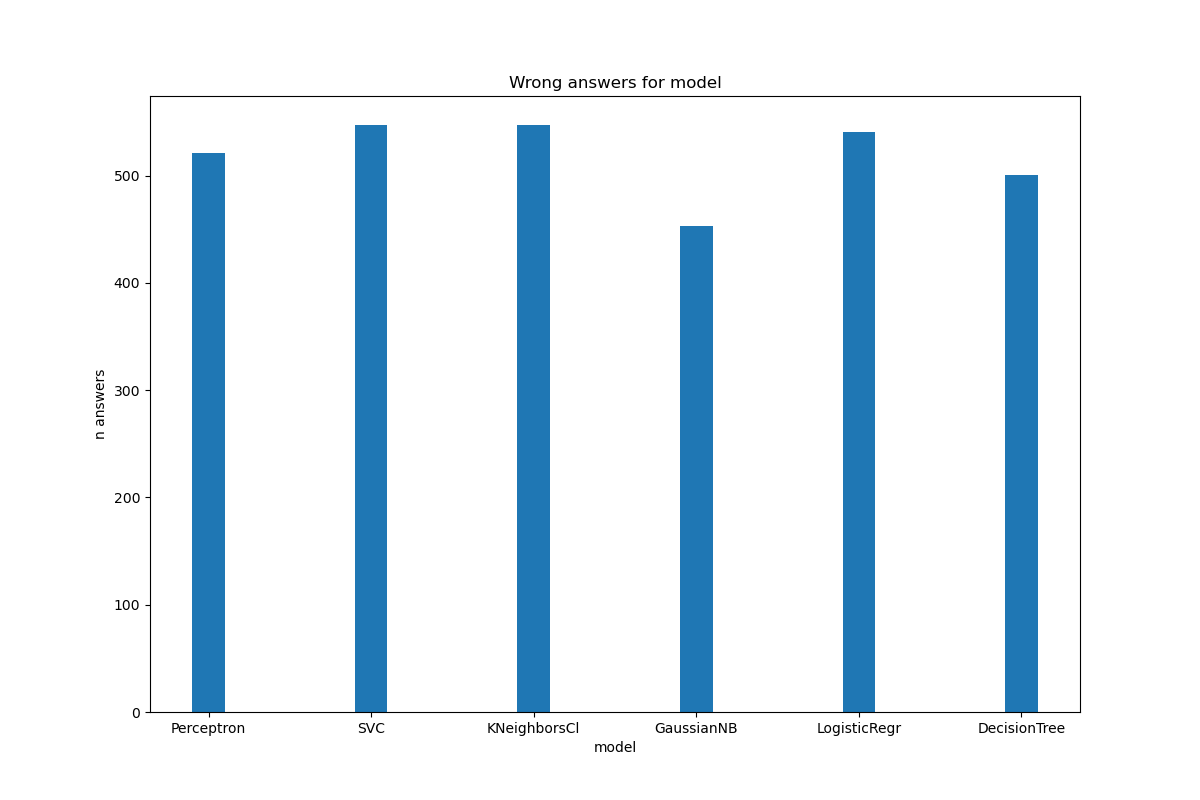 Wrong answers for model
n answers
500
400
300
200
100
0
Perceptron SVC KNeighborsCl GaussianNB LogisticRegr DecisionTree
model